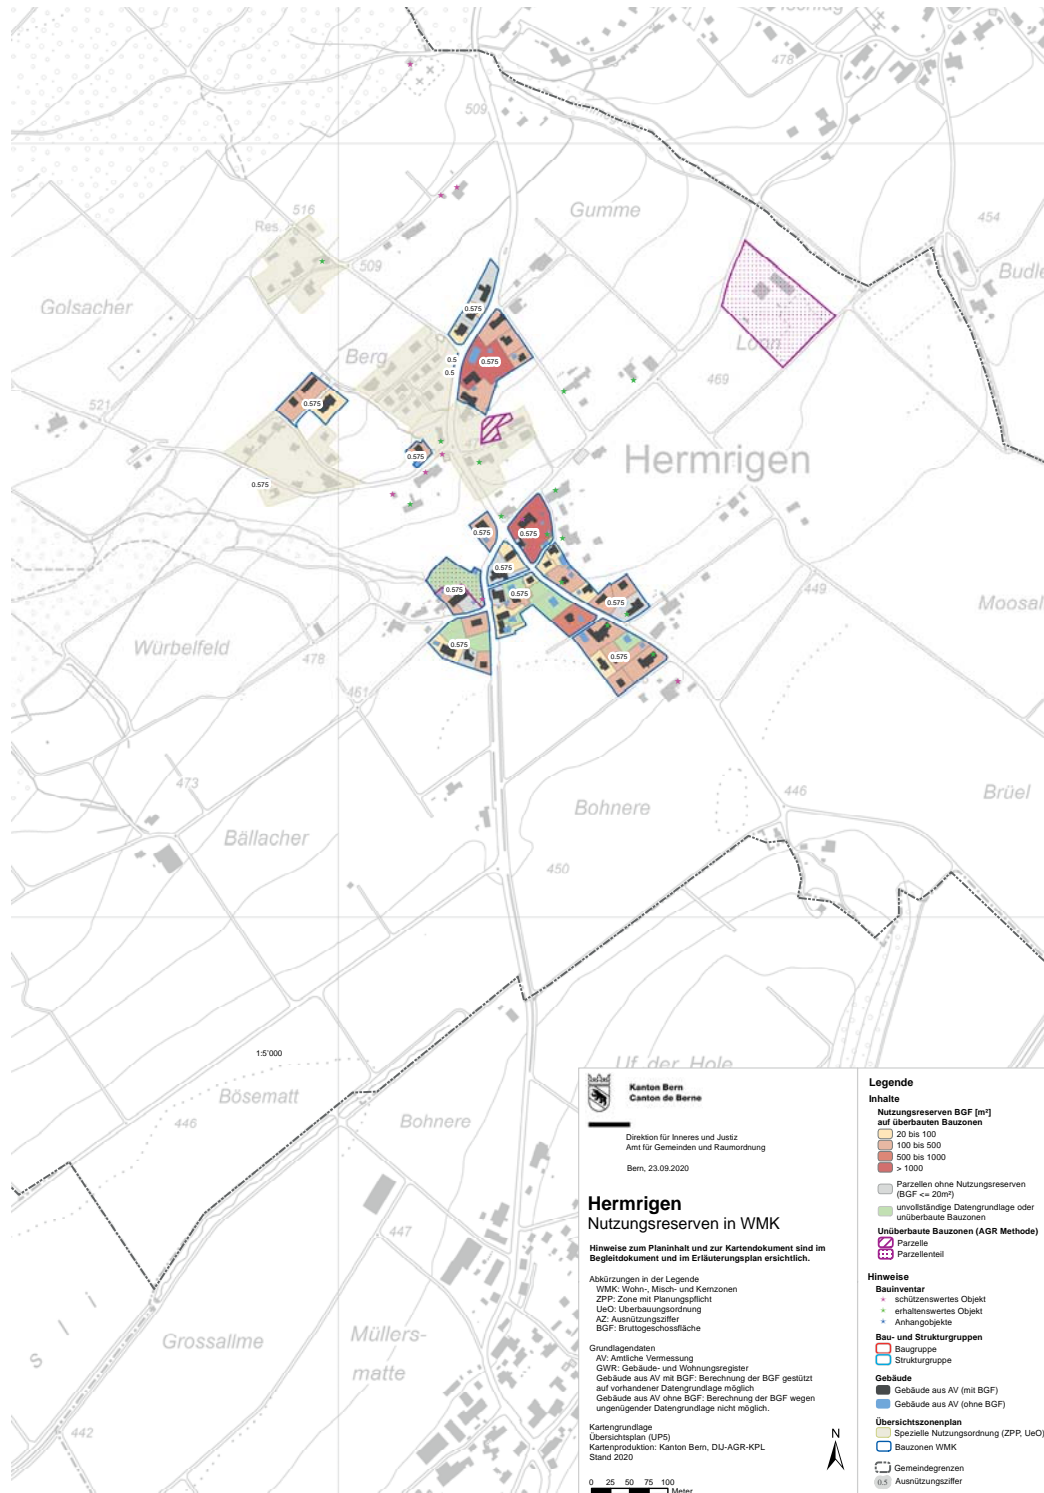 478
509
Gumme
516
Res.
509
454
Golsacher
0.575
Berg
0.5
0.5
0.575
469
521
0.575
Hermrigen
0.575
0.575
0.575
0.575
0.575
0.575
0.575
0.575
0.575
0.575
449
Würbelfeld
478
461
473
446
Brüel
Bohnere
Bällacher
450
1:5'000
Uf der Hole
Bösematt
446
Bohnere
447
Grossallme
Müllers-
matte
442
Kanton Bern
Canton de Berne
Direktion für Inneres und Justiz
Amt für Gemeinden und Raumordnung
Bern, 23.09.2020
Hermrigen
Nutzungsreserven in WMK
Hinweise zum Planinhalt und zur Kartendokument sind im
Begleitdokument und im Erläuterungsplan ersichtlich.
Abkürzungen in der Legende
WMK: Wohn-, Misch- und Kernzonen
ZPP: Zone mit Planungspflicht
UeO: Überbauungsordnung
AZ: Ausnützungsziffer
BGF: Bruttogeschossfläche
Grundlagendaten
AV: Amtliche Vermessung
GWR: Gebäude- und Wohnungsregister
Gebäude aus AV mit BGF: Berechnung der BGF gestützt
auf vorhandener Datengrundlage möglich
Gebäude aus AV ohne BGF: Berechnung der BGF wegen
ungenügender Datengrundlage nicht möglich.
Kartengrundlage
Übersichtsplan (UP5)
Kartenproduktion: Kanton Bern, DIJ-AGR-KPL
Stand 2020
N
0 25 50 75 100
Meter
Legende
Inhalte
Nutzungsreserven BGF [m²]
auf überbauten Bauzonen
20 bis 100
100 bis 500
500 bis 1000
> 1000
Parzellen ohne Nutzungsreserven
(BGF <= 20m²)
unvollständige Datengrundlage oder
unüberbaute Bauzonen
Unüberbaute Bauzonen (AGR Methode)
Parzelle
Parzellenteil
Hinweise
Bauinventar
schützenswertes Objekt
erhaltenswertes Objekt
Anhangobjekte
Bau- und Strukturgruppen
Baugruppe
Strukturgruppe
Gebäude
Gebäude aus AV (mit BGF)
Gebäude aus AV (ohne BGF)
Übersichtszonenplan
Spezielle Nutzungsordnung (ZPP, UeO)
Bauzonen WMK
Gemeindegrenzen
0.5 Ausnützungsziffer